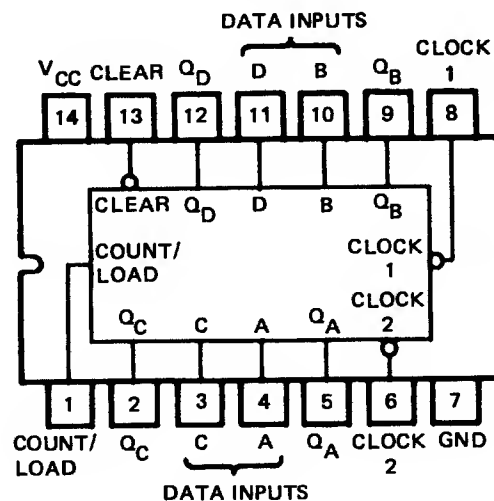 DATA INPUTS
VCC CLEAR QD D B QB CLOCK 1
14 13 12 11 10 9 8
CLEAR QD D B QB
COUNT/
LOAD
CLOCK
1
CLOCK
2
QC C A QA
1 2 3 4 5 6 7
COUNT/
LOAD
QC C A QA CLOCK 2 GND
DATA INPUTS